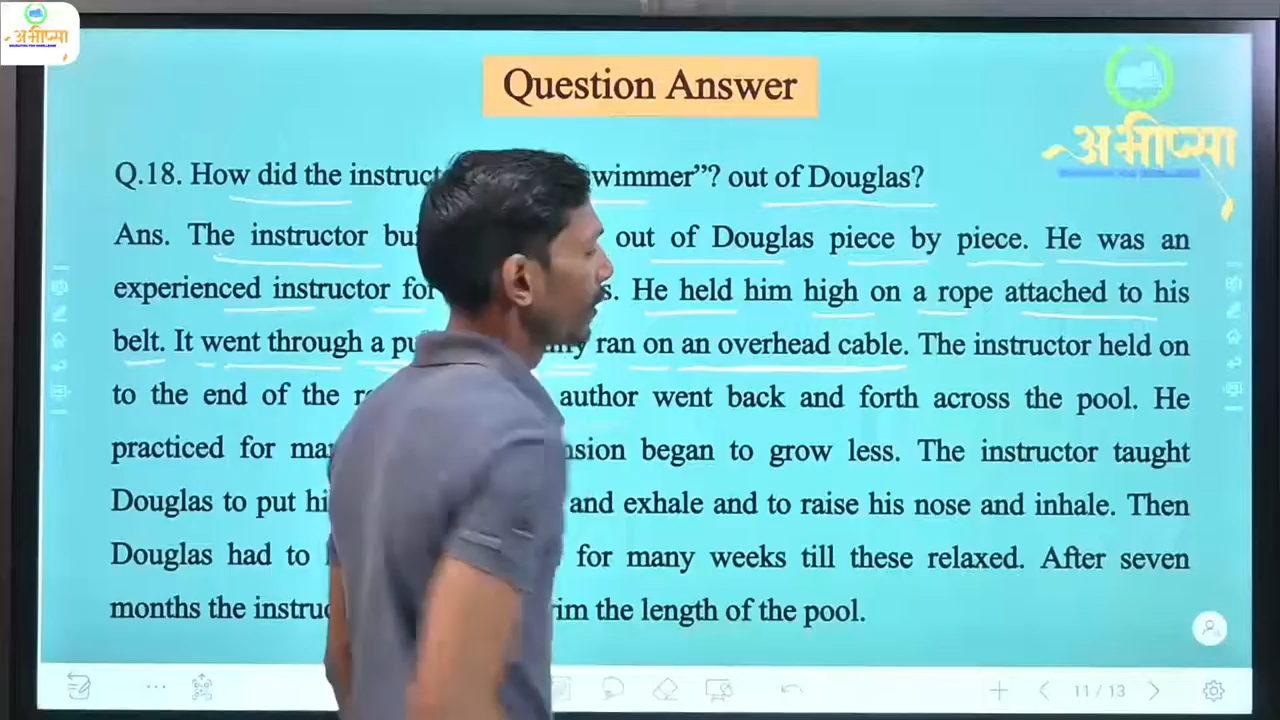 अभीप्सा
Question Answer
अभीप्सा
Q.18. How did the instruct wimmer”? out of Douglas?
Ans. The instructor bui out of Douglas piece by piece. He was an
experienced instructor for s. He held him high on a rope attached to his
belt. It went through a pu ran on an overhead cable. The instructor held on
to the end of the author went back and forth across the pool. He
practiced for nsion began to grow less. The instructor taught
Douglas to put hi and exhale and to raise his nose and inhale. Then
Douglas had to for many weeks till these relaxed. After seven
months the instruc im the length of the pool.
11 / 13